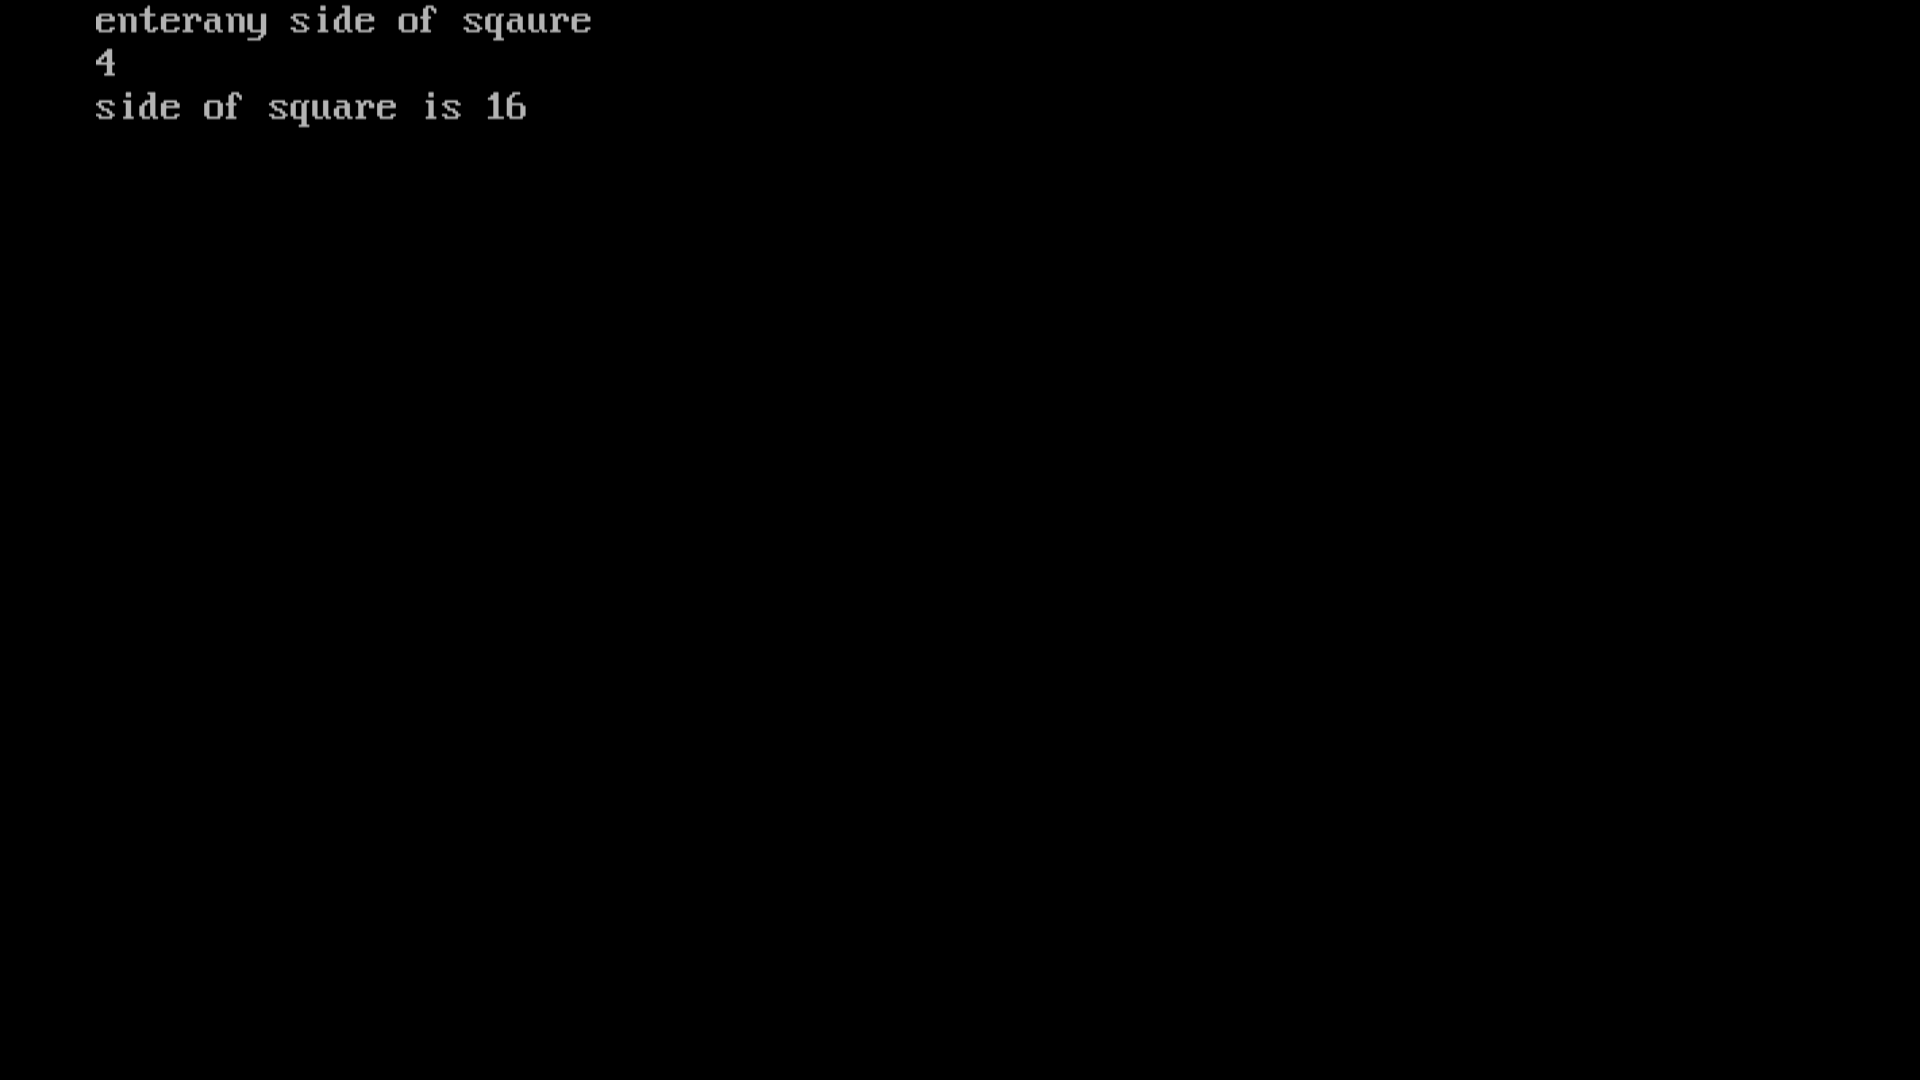 enterany side of sqaure
4
side of square is 16